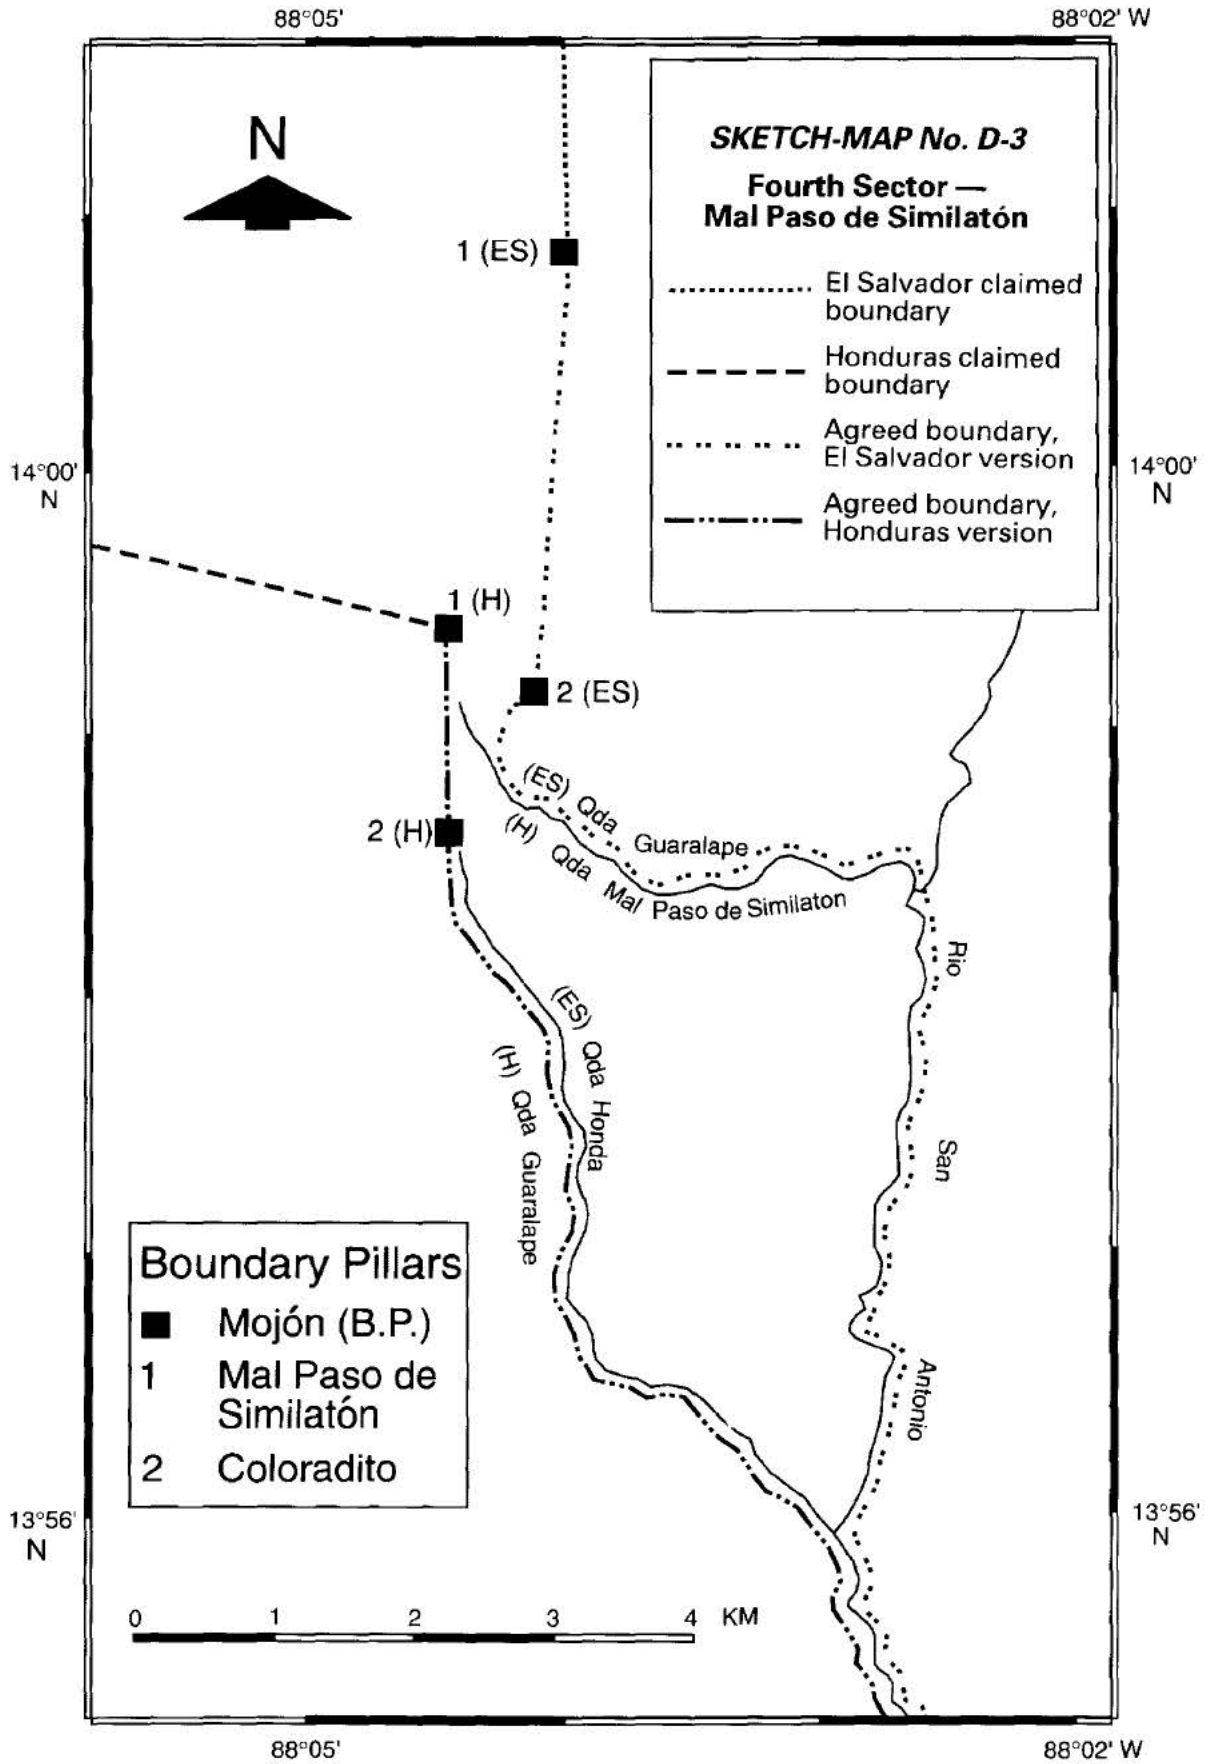 88°05'
88°02' W
N
SKETCH-MAP No. D-3
Fourth Sector —
Mal Paso de Similatón
El Salvador claimed
boundary
Honduras claimed
boundary
Agreed boundary,
El Salvador version
Agreed boundary,
Honduras version
1 (ES)
14°00'
N
14°00'
N
1 (H)
2 (ES)
2 (H)
(ES) Qda Guaralape
(H) Qda Mal Paso de Similaton
Rio San Antonio
(ES) Qda Honda
(H) Qda Guaralape
Boundary Pillars
Mojón (B.P.)
1 Mal Paso de
Similatón
2 Coloradito
13°56'
N
13°56'
N
0 1 2 3 4 KM
88°05'
88°02' W